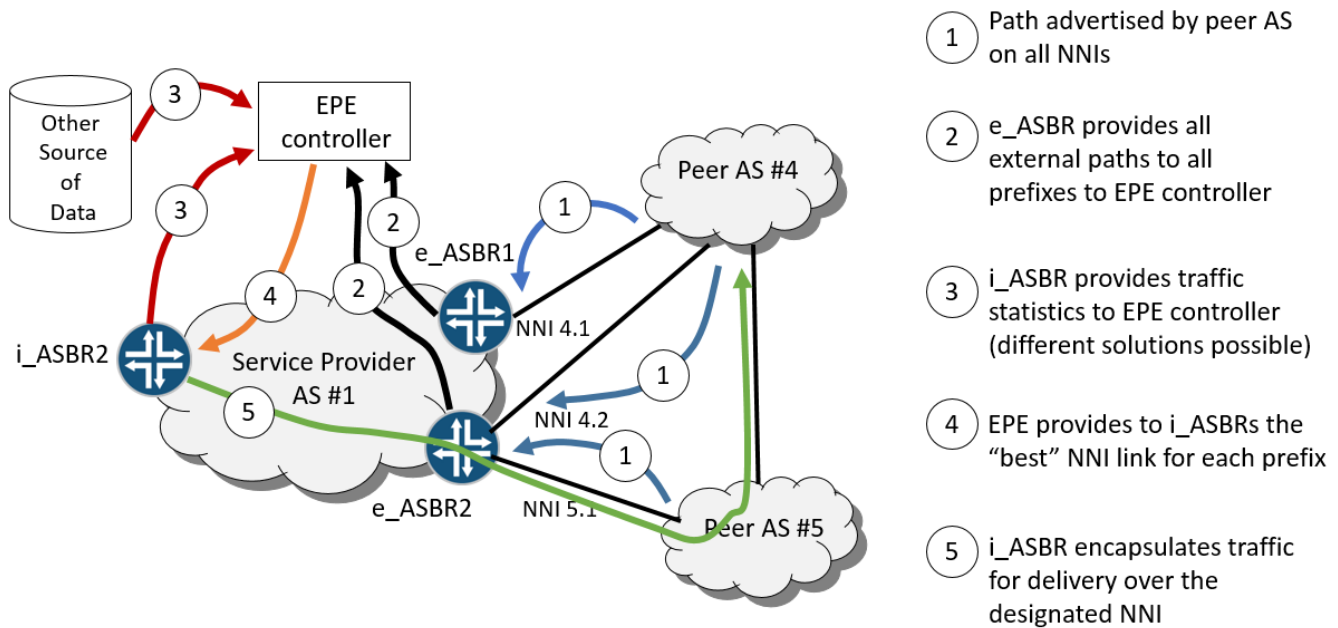 Other
Source
of
Data
3
3
EPE
controller
4
2
2
i_ASBR2
Service Provider
AS #1
5
e_ASBR1
e_ASBR2
NNI 4.1
NNI 4.2
NNI 5.1
1
1
1
Peer AS #4
Peer AS #5
1
Path advertised by peer AS
on all NNIs
2
e_ASBR provides all
external paths to all
prefixes to EPE controller
3
i_ASBR provides traffic
statistics to EPE controller
(different solutions possible)
4
EPE provides to i_ASBRs the
“best” NNI link for each prefix
5
i_ASBR encapsulates traffic
for delivery over the
designated NNI